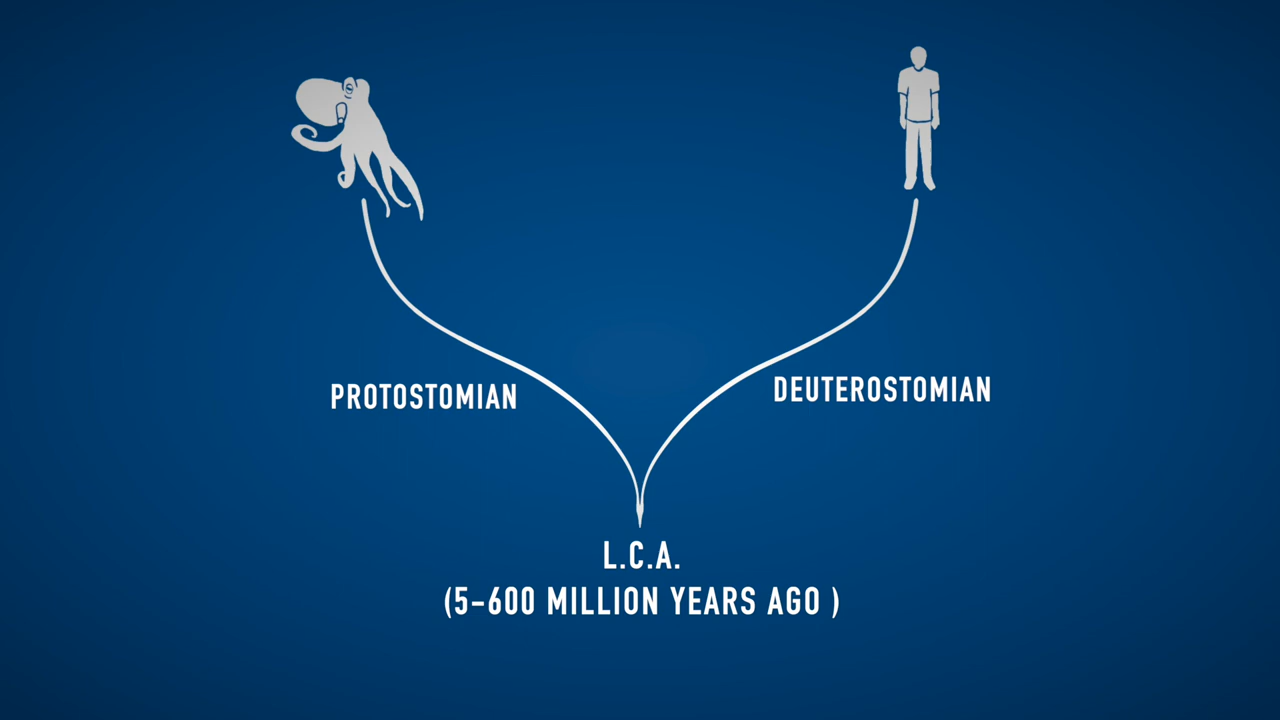 PROTOSTOMIAN
DEUTEROSTOMIAN
L.C.A.
(5-600 MILLION YEARS AGO )